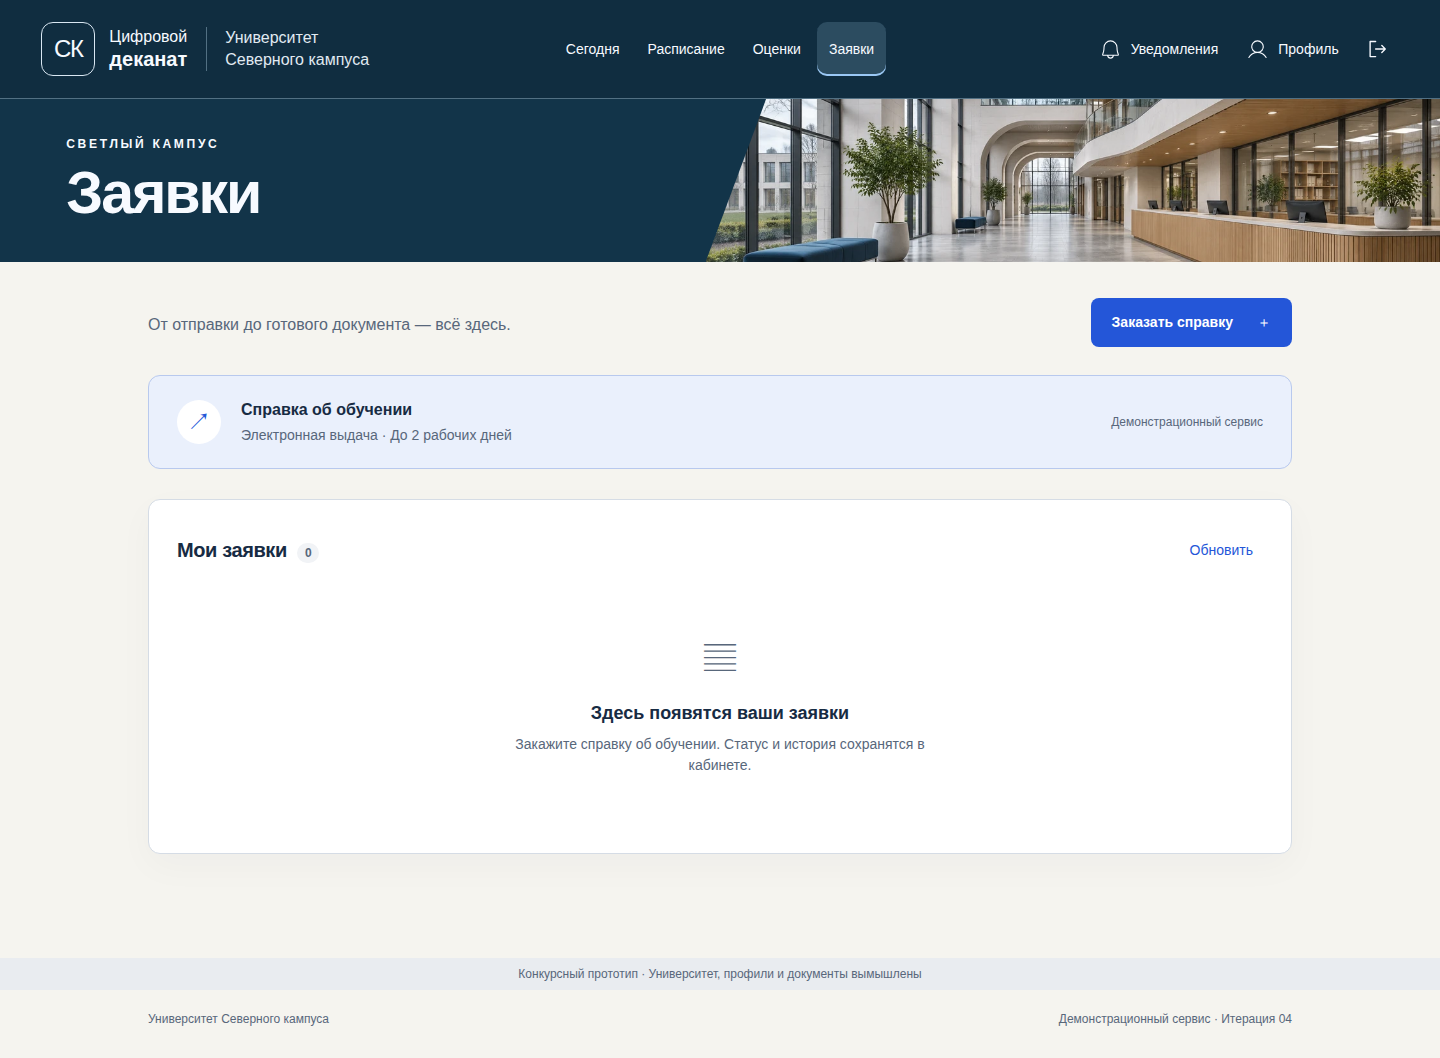 СК
Цифровой
деканат
Университет
Северного кампуса
Сегодня
Расписание
Оценки
Заявки
Уведомления
Профиль
СВЕТЛЫЙ КАМПУС
Заявки
От отправки до готового документа — всё здесь.
Заказать справку +
Справка об обучении
Электронная выдача · До 2 рабочих дней
Демонстрационный сервис
Мои заявки 0
Обновить
Здесь появятся ваши заявки
Закажите справку об обучении. Статус и история сохранятся в
кабинете.
Конкурсный прототип · Университет, профили и документы вымышлены
Университет Северного кампуса
Демонстрационный сервис · Итерация 04